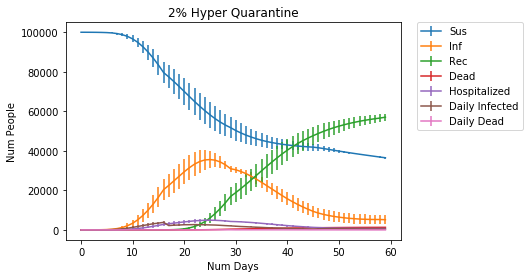 2% Hyper Quarantine
100000
80000
60000
40000
20000
0
Num People
0 10 20 30 40 50 60
Num Days
Sus
Inf
Rec
Dead
Hospitalized
Daily Infected
Daily Dead